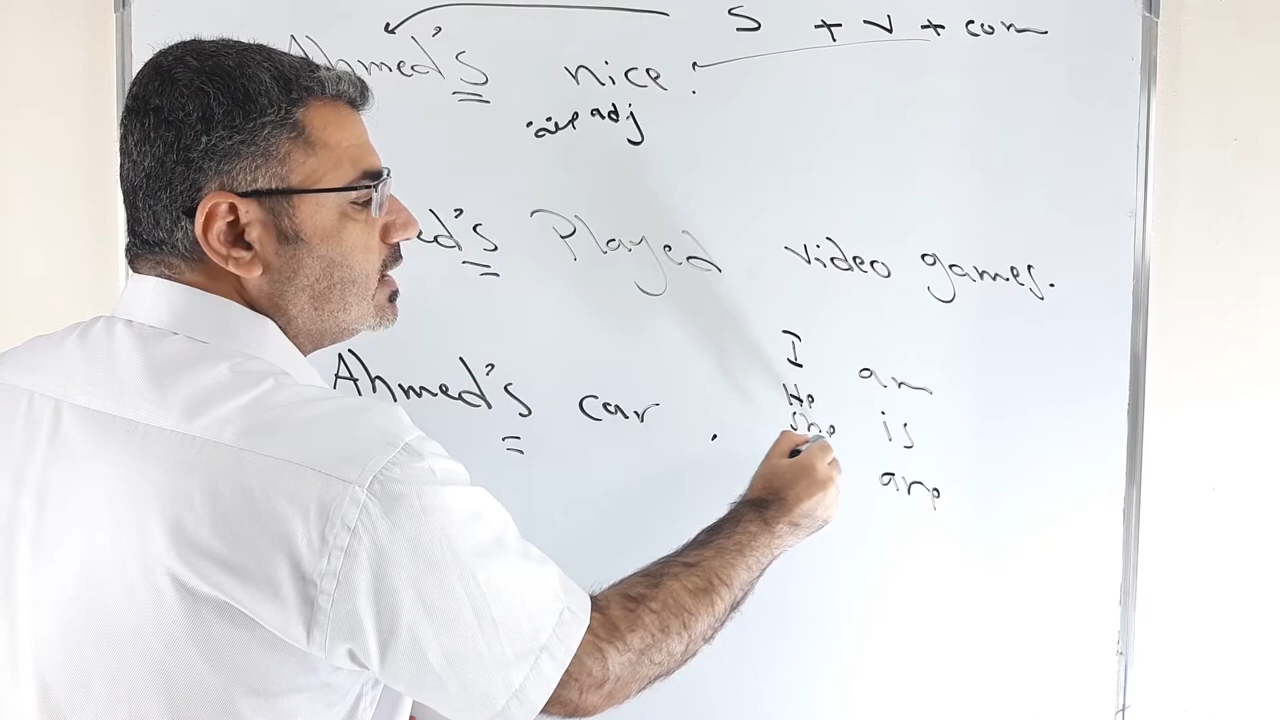 S + V + com
Ahmed's nice.
adj
ed's Played video games.
I am
Ahmed's car.
He
She is
are